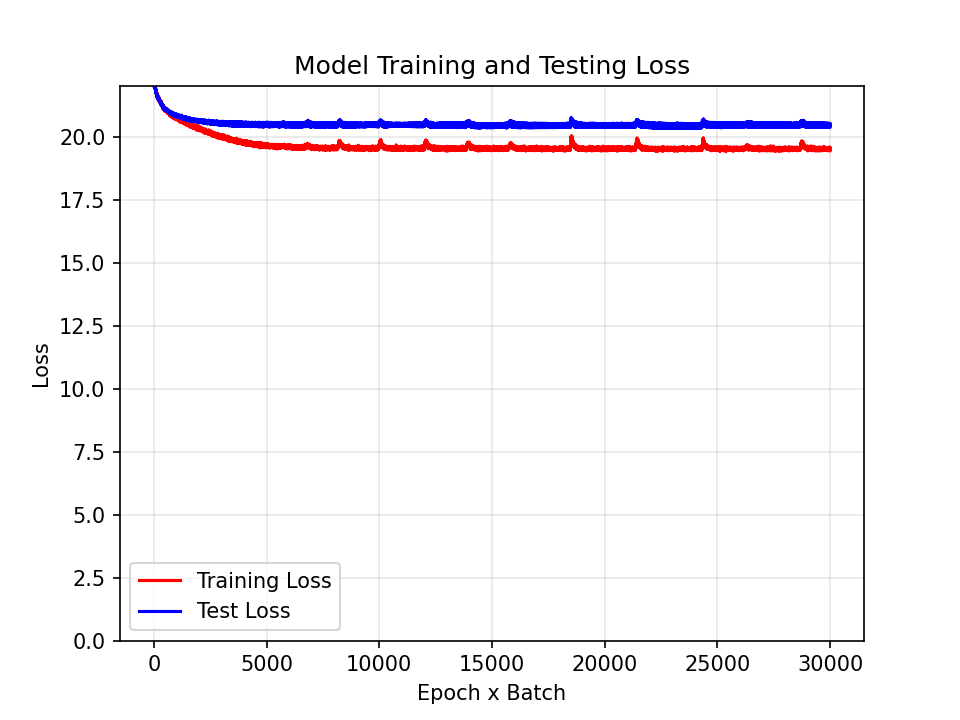 Model Training and Testing Loss
Loss
20.0
17.5
15.0
12.5
10.0
7.5
5.0
2.5
0.0
Training Loss
Test Loss
0 5000 10000 15000 20000 25000 30000
Epoch x Batch